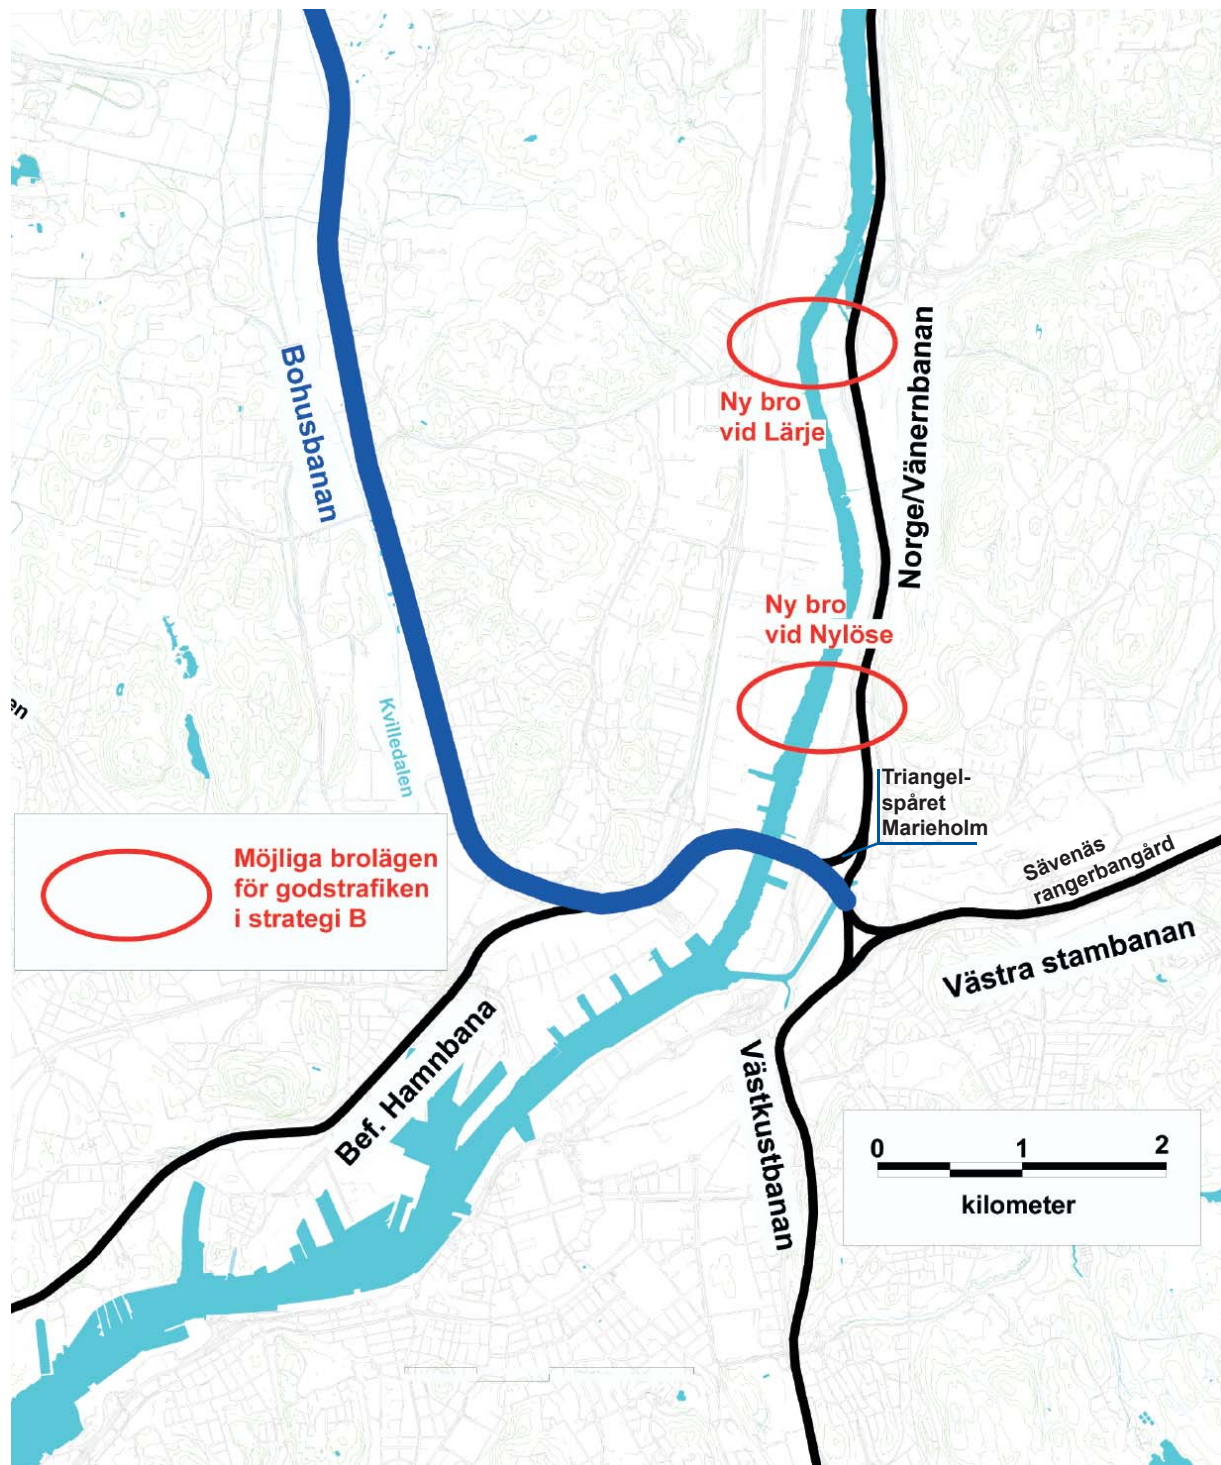 Bohusbanan
Norge/Vänernbanan
Ny bro
vid Lärje
Ny bro
vid Nylöse
en
Kvilledalen
Triangel-
spåret
Marieholm
Möjliga brolägen
för godstrafiken
i strategi B
Sävenäs
rangerbangård
Västra stambanan
Bef. Hamnbana
Västkustbanan
0 1 2
kilometer